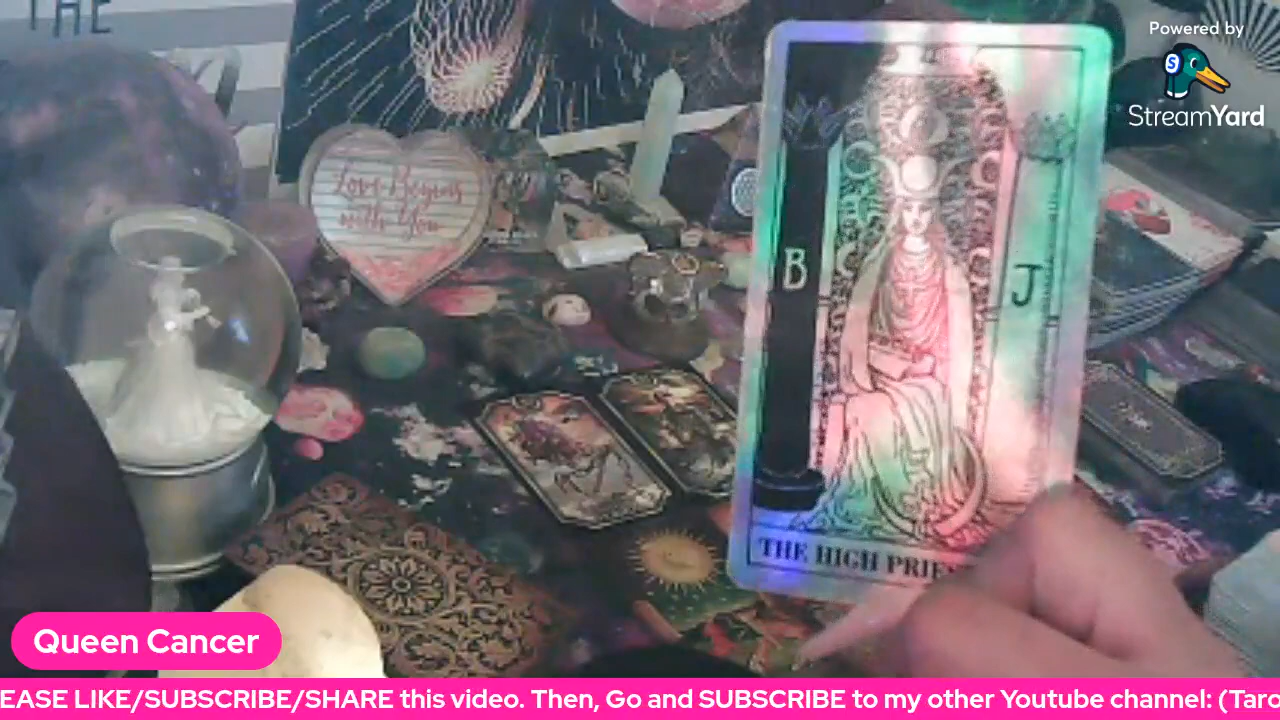 THE
Powered by
S
StreamYard
Love Begins
with You
B
J
THE HIGH PRIE
Queen Cancer
EASE LIKE/SUBSCRIBE/SHARE this video. Then, Go and SUBSCRIBE to my other Youtube channel: (Taro